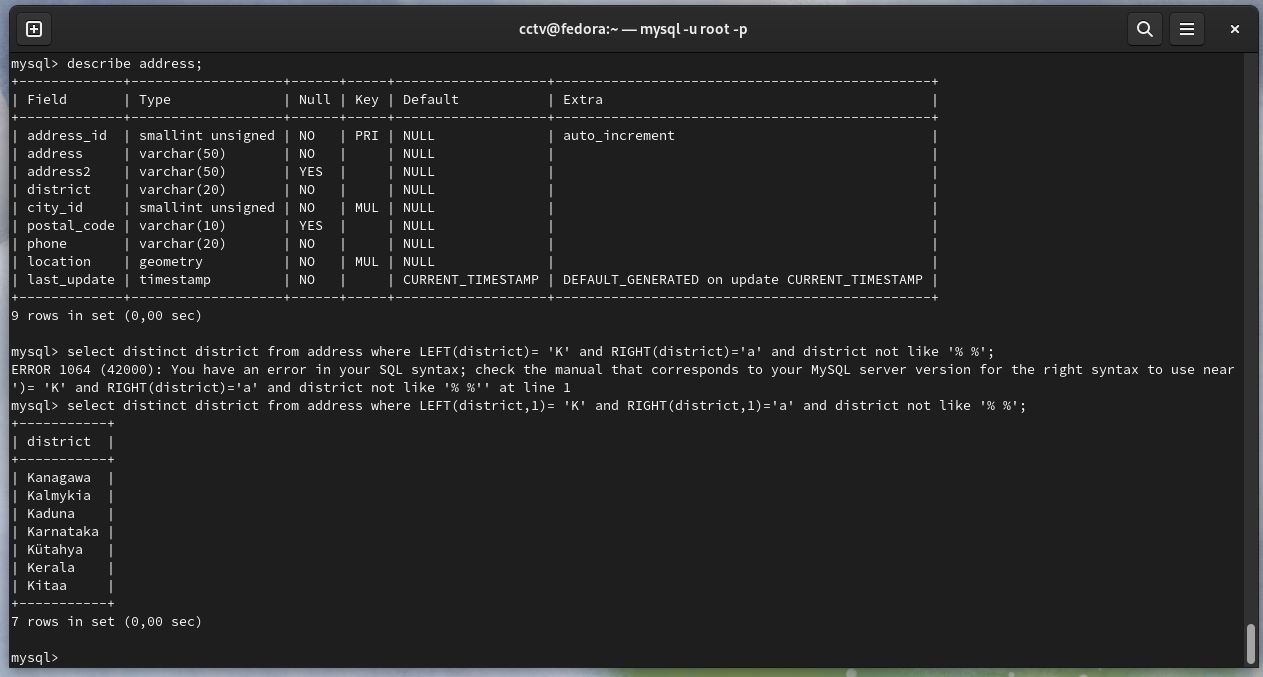 cctv@fedora:~ — mysql -u root -p
mysql> describe address;
+-------------+-------------------+------+-----+-------------------+-----------------------------------------------+
| Field       | Type              | Null | Key | Default           | Extra                                         |
+-------------+-------------------+------+-----+-------------------+-----------------------------------------------+
| address_id  | smallint unsigned | NO   | PRI | NULL              | auto_increment                                |
| address     | varchar(50)       | NO   |     | NULL              |                                               |
| address2    | varchar(50)       | YES  |     | NULL              |                                               |
| district    | varchar(20)       | NO   |     | NULL              |                                               |
| city_id     | smallint unsigned | NO   | MUL | NULL              |                                               |
| postal_code | varchar(10)       | YES  |     | NULL              |                                               |
| phone       | varchar(20)       | NO   |     | NULL              |                                               |
| location    | geometry          | NO   | MUL | NULL              |                                               |
| last_update | timestamp         | NO   |     | CURRENT_TIMESTAMP | DEFAULT_GENERATED on update CURRENT_TIMESTAMP |
+-------------+-------------------+------+-----+-------------------+-----------------------------------------------+
9 rows in set (0,00 sec)
mysql> select distinct district from address where LEFT(district)= 'K' and RIGHT(district)='a' and district not like '% %';
ERROR 1064 (42000): You have an error in your SQL syntax; check the manual that corresponds to your MySQL server version for the right syntax to use near
')= 'K' and RIGHT(district)='a' and district not like '% %'' at line 1
mysql> select distinct district from address where LEFT(district,1)= 'K' and RIGHT(district,1)='a' and district not like '% %';
+-----------+
| district  |
+-----------+
| Kanagawa  |
| Kalmykia  |
| Kaduna    |
| Karnataka |
| Kütahya   |
| Kerala    |
| Kitaa     |
+-----------+
7 rows in set (0,00 sec)
mysql>